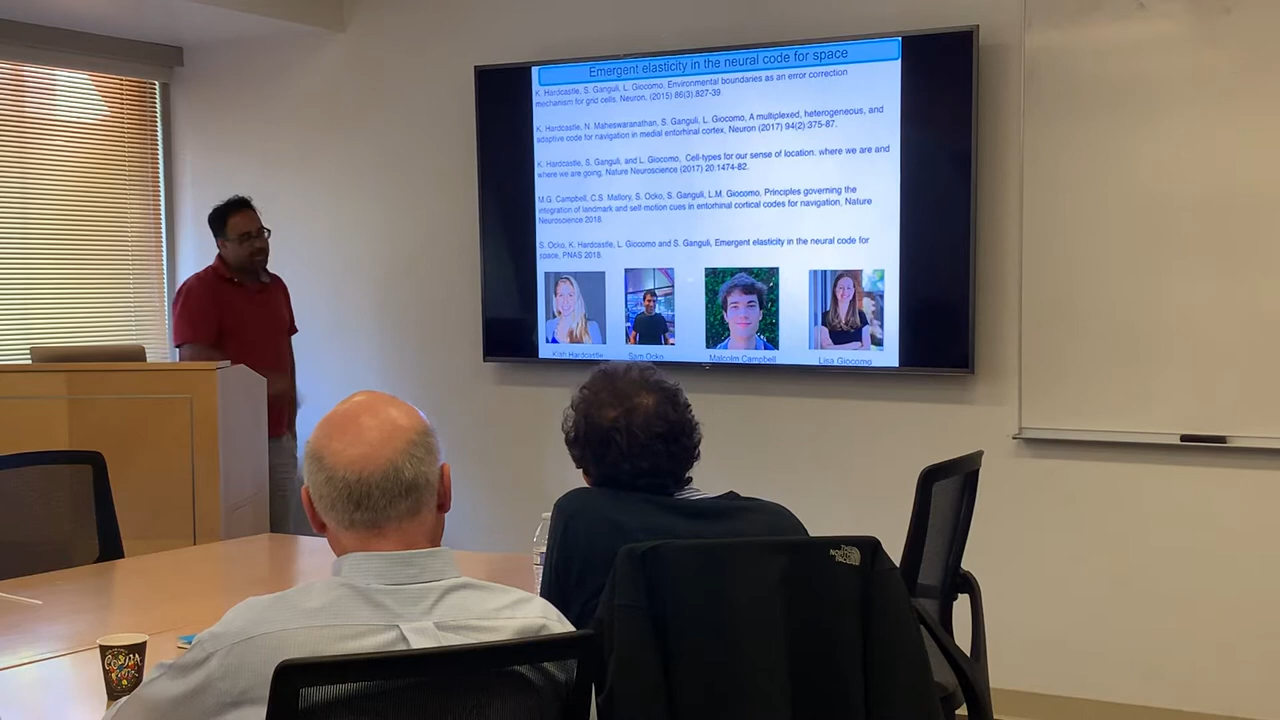 Emergent elasticity in the neural code for space
K. Hardcastle, S. Ganguli, L. Giocomo, Environmental boundaries as an error correction
mechanism for grid cells. Neuron, (2015) 86(3).827-39.
K. Hardcastle, N. Maheswaranathan, S. Ganguli, L. Giocomo, A multiplexed, heterogeneous, and
adaptive code for navigation in medial entorhinal cortex, Neuron (2017) 94(2):375-87.
K. Hardcastle, S. Ganguli, and L. Giocomo, Cell-types for our sense of location. where we are and
where we are going, Nature Neuroscience (2017) 20:1474-82.
M.G. Campbell, C.S. Mallory, S. Ocko, S. Ganguli, L.M. Giocomo, Principles governing the
integration of landmark and self-motion cues in entorhinal cortical codes for navigation, Nature
Neuroscience 2018.
S. Ocko, K. Hardcastle, L. Giocomo and S. Ganguli, Emergent elasticity in the neural code for
space, PNAS 2018.
Kiah Hardcastle
Sam Ocko
Malcolm Campbell
Lisa Giocomo
THE
NORTH
FACE